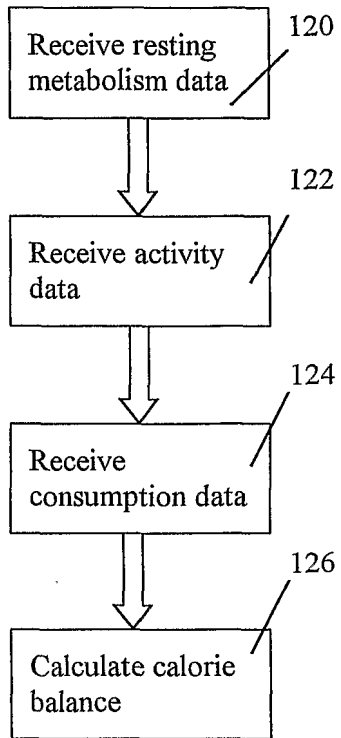 Receive resting
metabolism data
120
Receive activity
data
122
Receive
consumption data
124
Calculate calorie
balance
126